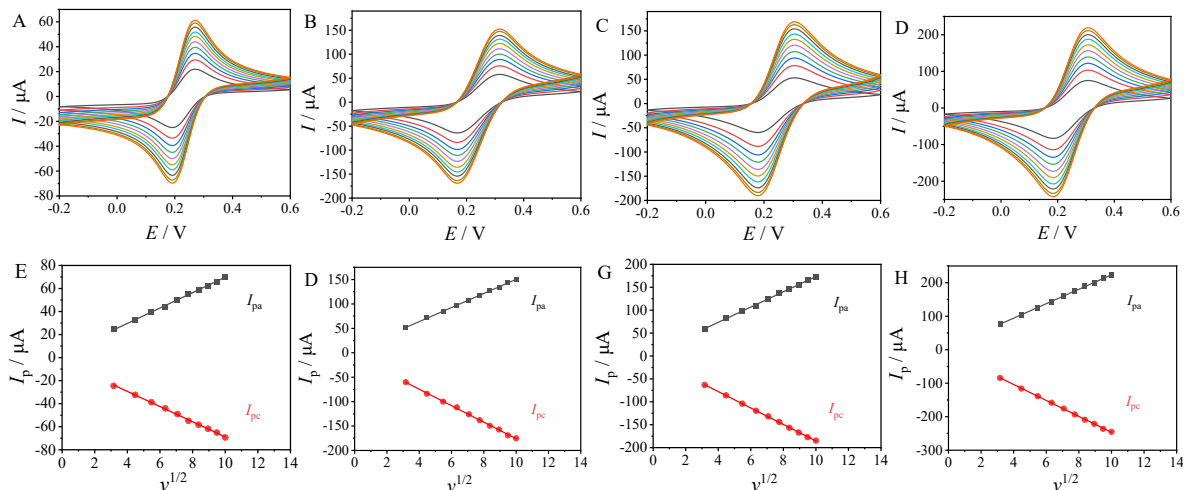 A
I / μA
60
40
20
0
-20
-40
-60
-80
-0.2 0.0 0.2 0.4 0.6
E / V
B
I / μA
150
100
50
0
-50
-100
-150
-200
-0.2 0.0 0.2 0.4 0.6
E / V
C
I / μA
150
100
50
0
-50
-100
-150
-200
-0.2 0.0 0.2 0.4 0.6
E / V
D
I / μA
200
100
0
-100
-200
-0.2 0.0 0.2 0.4 0.6
E / V
E
Ip / μA
80
60
40
20
0
-20
-40
-60
-80
Ipa
Ipc
0 2 4 6 8 10 12 14
v1/2
D
Ip / μA
150
100
50
0
-50
-100
-150
-200
Ipa
Ipc
0 2 4 6 8 10 12 14
v1/2
G
Ip / μA
200
150
100
50
0
-50
-100
-150
-200
Ipa
Ipc
0 2 4 6 8 10 12 14
v1/2
H
Ip / μA
200
100
0
-100
-200
-300
Ipa
Ipc
0 2 4 6 8 10 12 14
v1/2